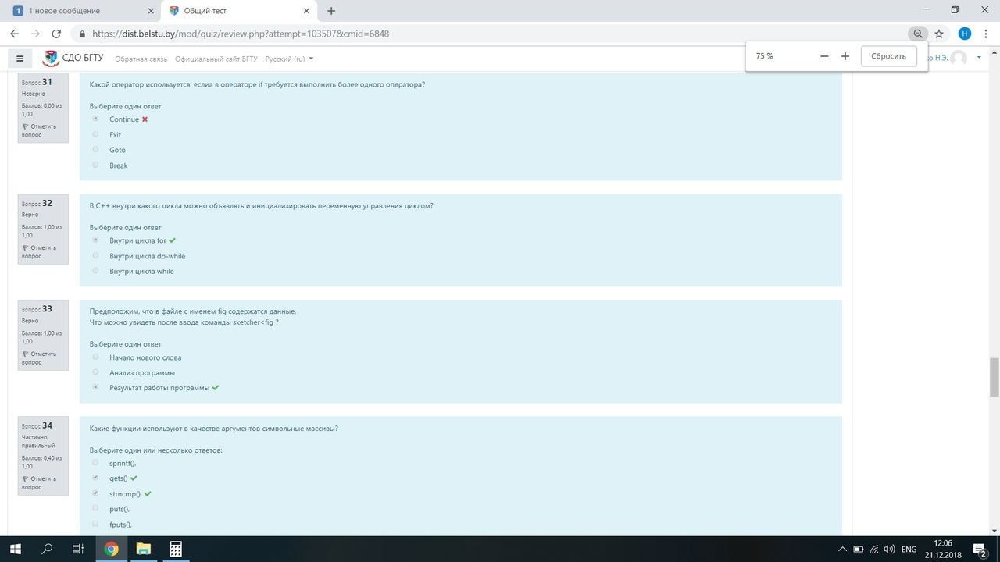 1 новое сообщение
Общий тест
https://dist.belstu.by/mod/quiz/review.php?attempt=103507&cmid=6848
75 %
Сбросить
СДО БГТУ
Обратная связь
Официальный сайт БГТУ
Русский (ru)
Н.Э.
Вопрос 31
Неверно
Баллов: 0,00 из
1,00
Отметить
вопрос
Какой оператор используется, еслиа в операторе if требуется выполнить более одного оператора?
Выберите один ответ:
Continue
Exit
Goto
Break
Вопрос 32
Верно
Баллов: 1,00 из
1,00
Отметить
вопрос
В C++ внутри какого цикла можно объявлять и инициализировать переменную управления циклом?
Выберите один ответ:
Внутри цикла for
Внутри цикла do-while
Внутри цикла while
Вопрос 33
Верно
Баллов: 1,00 из
1,00
Отметить
вопрос
Предположим, что в файле с именем fig содержатся данные.
Что можно увидеть после ввода команды sketcher<fig ?
Выберите один ответ:
Начало нового слова
Анализ программы
Результат работы программы
Вопрос 34
Частично
правильный
Баллов: 0,40 из
1,00
Отметить
вопрос
Какие функции используют в качестве аргументов символьные массивы?
Выберите один или несколько ответов:
sprintf(),
gets()
strncmp(),
puts(),
fputs(),
ENG
12:06
21.12.2018
2